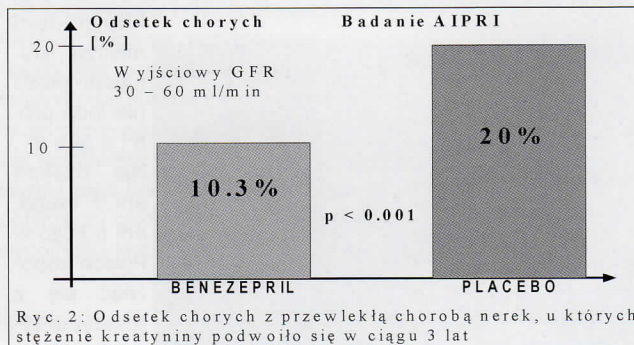 Odsetek chorych
[%]
Badanie AIPRI
20
Wyjściowy GFR
30 – 60 ml/min
10
10.3%
p < 0.001
20%
BENEZEPRIL
PLACEBO
Ryc. 2: Odsetek chorych z przewlekłą chorobą nerek, u których
stężenie kreatyniny podwoiło się w ciągu 3 lat